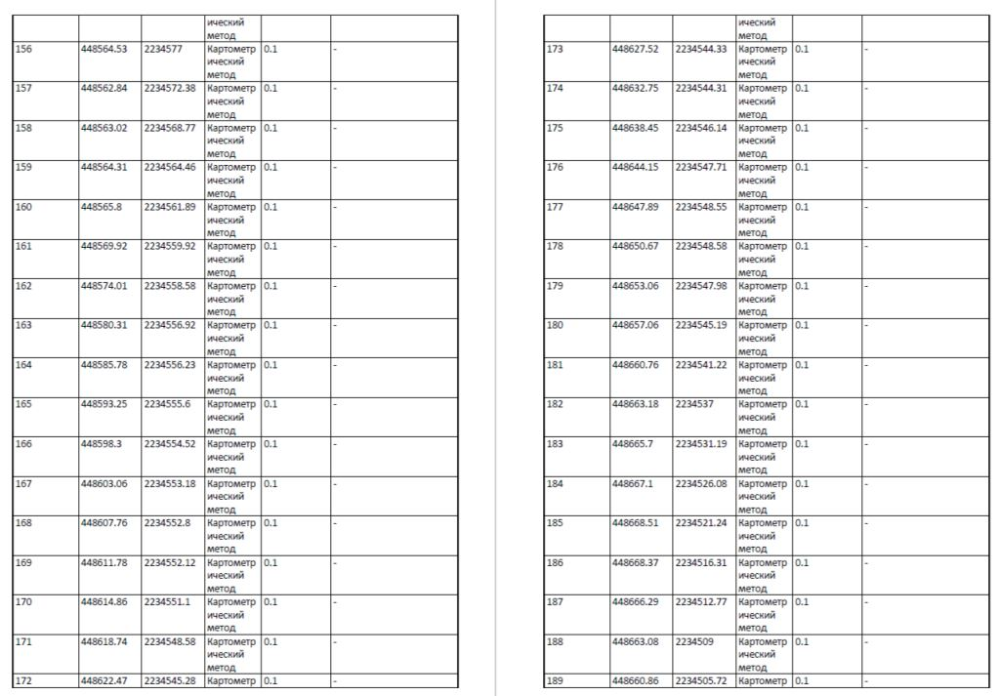 ический
метод
156 448564.53 2234577 Картометр 0.1 -
ический
метод
157 448562.84 2234572.38 Картометр 0.1 -
ический
метод
158 448563.02 2234568.77 Картометр 0.1 -
ический
метод
159 448564.31 2234564.46 Картометр 0.1 -
ический
метод
160 448565.8 2234561.89 Картометр 0.1 -
ический
метод
161 448569.92 2234559.92 Картометр 0.1 -
ический
метод
162 448574.01 2234558.58 Картометр 0.1 -
ический
метод
163 448580.31 2234556.92 Картометр 0.1 -
ический
метод
164 448585.78 2234556.23 Картометр 0.1 -
ический
метод
165 448593.25 2234555.6 Картометр 0.1 -
ический
метод
166 448598.3 2234554.52 Картометр 0.1 -
ический
метод
167 448603.06 2234553.18 Картометр 0.1 -
ический
метод
168 448607.76 2234552.8 Картометр 0.1 -
ический
метод
169 448611.78 2234552.12 Картометр 0.1 -
ический
метод
170 448614.86 2234551.1 Картометр 0.1 -
ический
метод
171 448618.74 2234548.58 Картометр 0.1 -
ический
метод
172 448622.47 2234545.28 Картометр 0.1 -
ический
метод
173 448627.52 2234544.33 Картометр 0.1 -
ический
метод
174 448632.75 2234544.31 Картометр 0.1 -
ический
метод
175 448638.45 2234546.14 Картометр 0.1 -
ический
метод
176 448644.15 2234547.71 Картометр 0.1 -
ический
метод
177 448647.89 2234548.55 Картометр 0.1 -
ический
метод
178 448650.67 2234548.58 Картометр 0.1 -
ический
метод
179 448653.06 2234547.98 Картометр 0.1 -
ический
метод
180 448657.06 2234545.19 Картометр 0.1 -
ический
метод
181 448660.76 2234541.22 Картометр 0.1 -
ический
метод
182 448663.18 2234537 Картометр 0.1 -
ический
метод
183 448665.7 2234531.19 Картометр 0.1 -
ический
метод
184 448667.1 2234526.08 Картометр 0.1 -
ический
метод
185 448668.51 2234521.24 Картометр 0.1 -
ический
метод
186 448668.37 2234516.31 Картометр 0.1 -
ический
метод
187 448666.29 2234512.77 Картометр 0.1 -
ический
метод
188 448663.08 2234509 Картометр 0.1 -
ический
метод
189 448660.86 2234505.72 Картометр 0.1 -